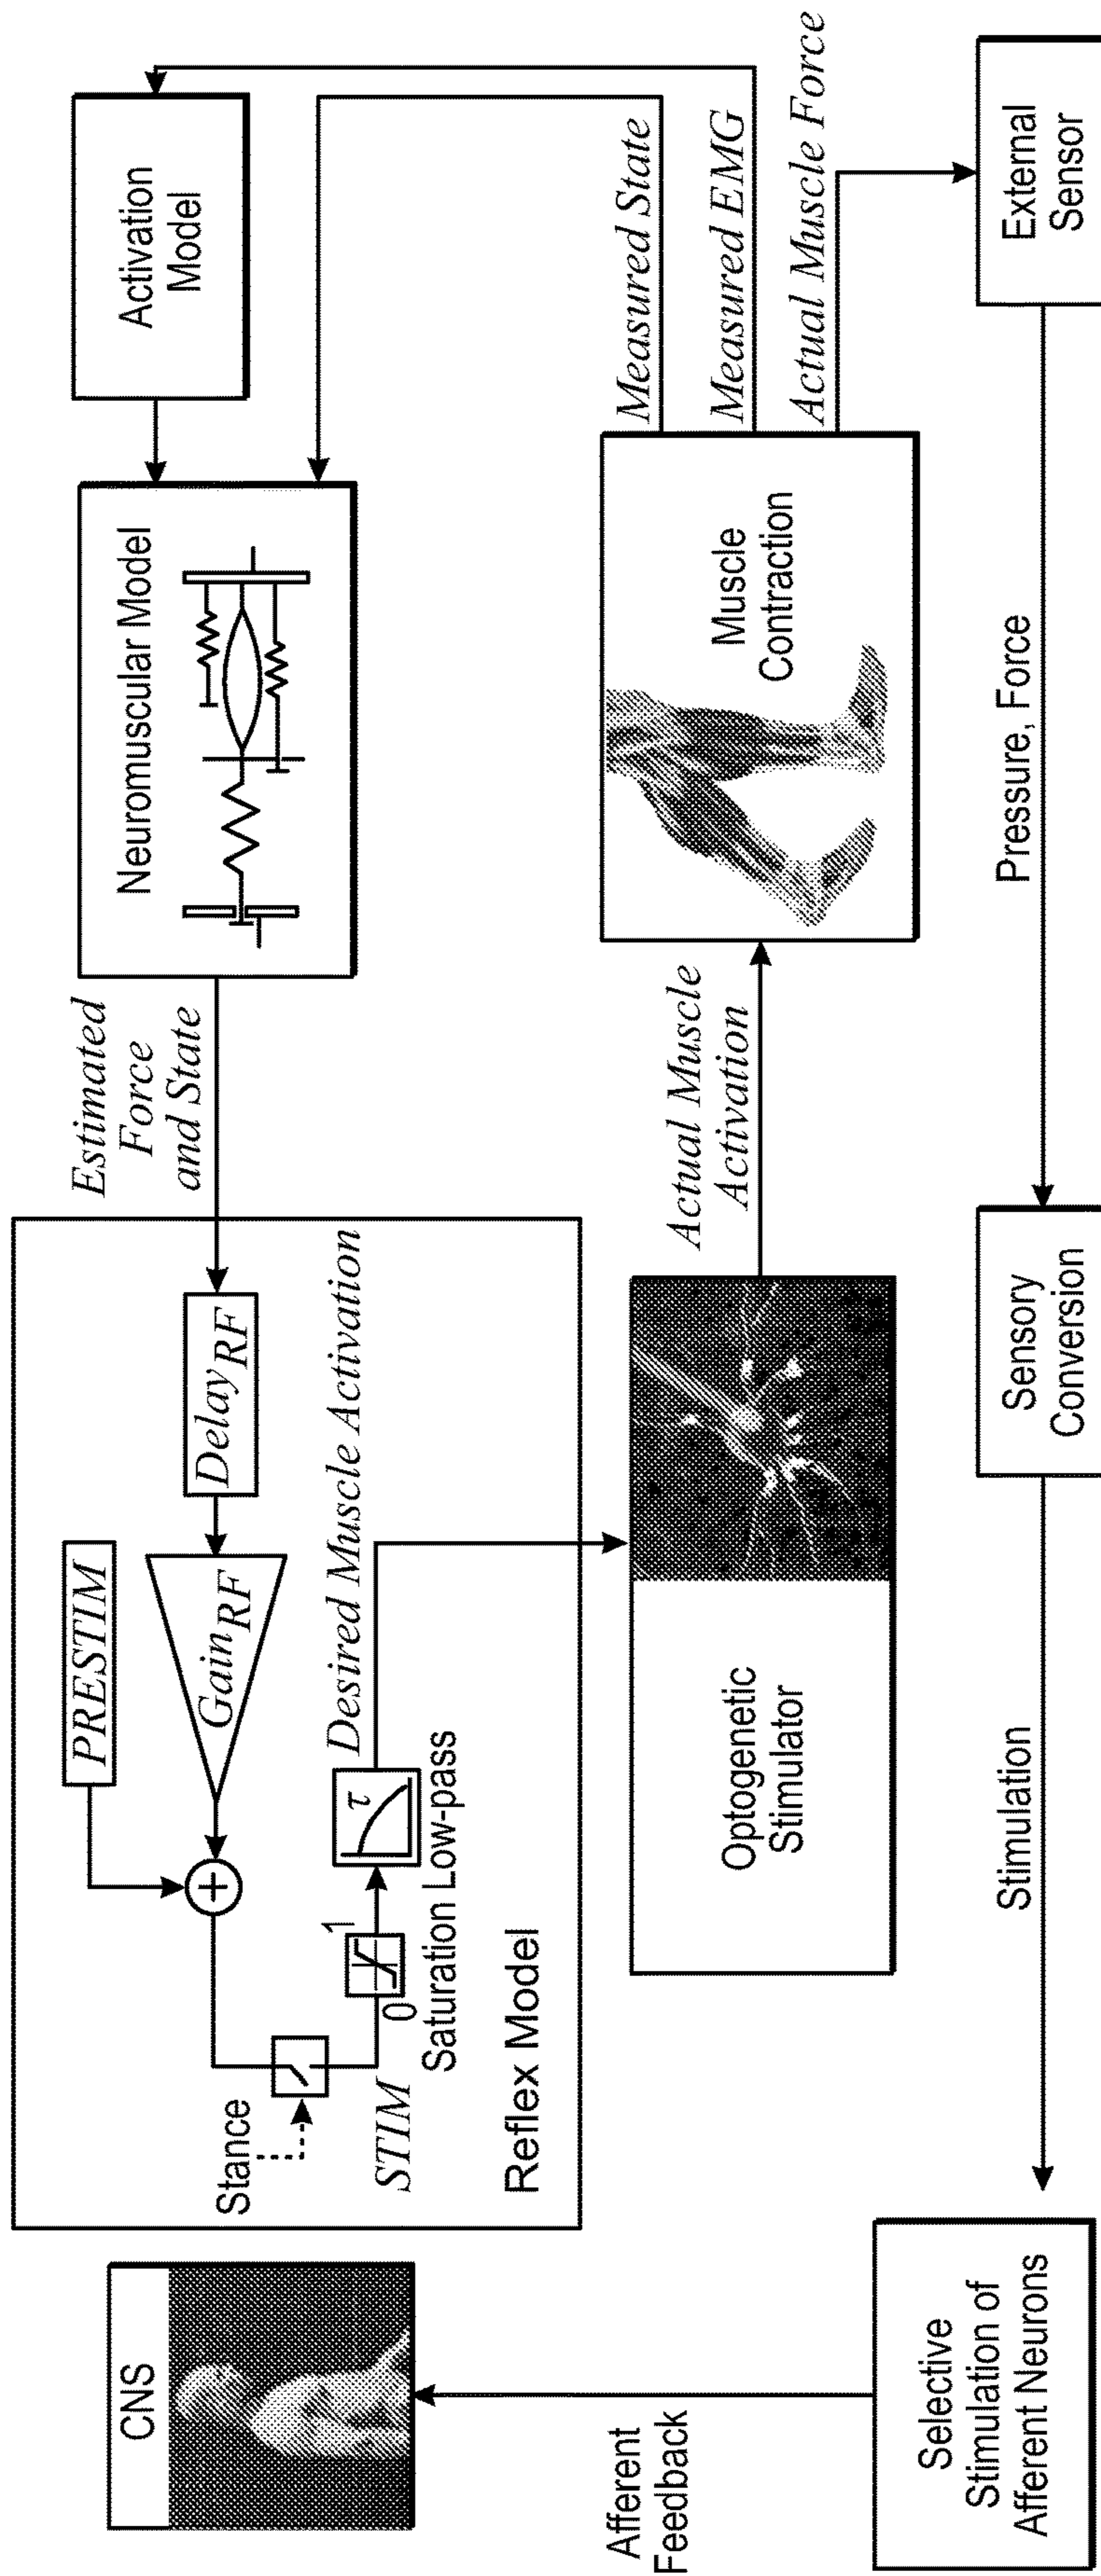 CNS
Afferent
Feedback
Selective
Stimulation of
Afferent Neurons
Stance
STIM
0
1
Saturation Low-pass
τ
Reflex Model
+
PRESTIM
Gain RF
Delay RF
Desired Muscle Activation
Estimated
Force
and State
Neuromuscular Model
Activation
Model
Optogenetic
Stimulator
Actual Muscle
Activation
Muscle
Contraction
Measured State
Measured EMG
Actual Muscle Force
External
Sensor
Pressure, Force
Sensory
Conversion
Stimulation